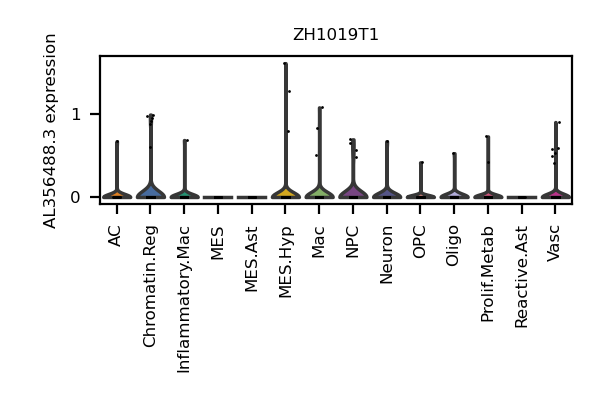 ZH1019T1
AL356488.3 expression
1
0
AC
Chromatin.Reg
Inflammatory.Mac
MES
MES.Ast
MES.Hyp
Mac
NPC
Neuron
OPC
Oligo
Prolif.Metab
Reactive.Ast
Vasc